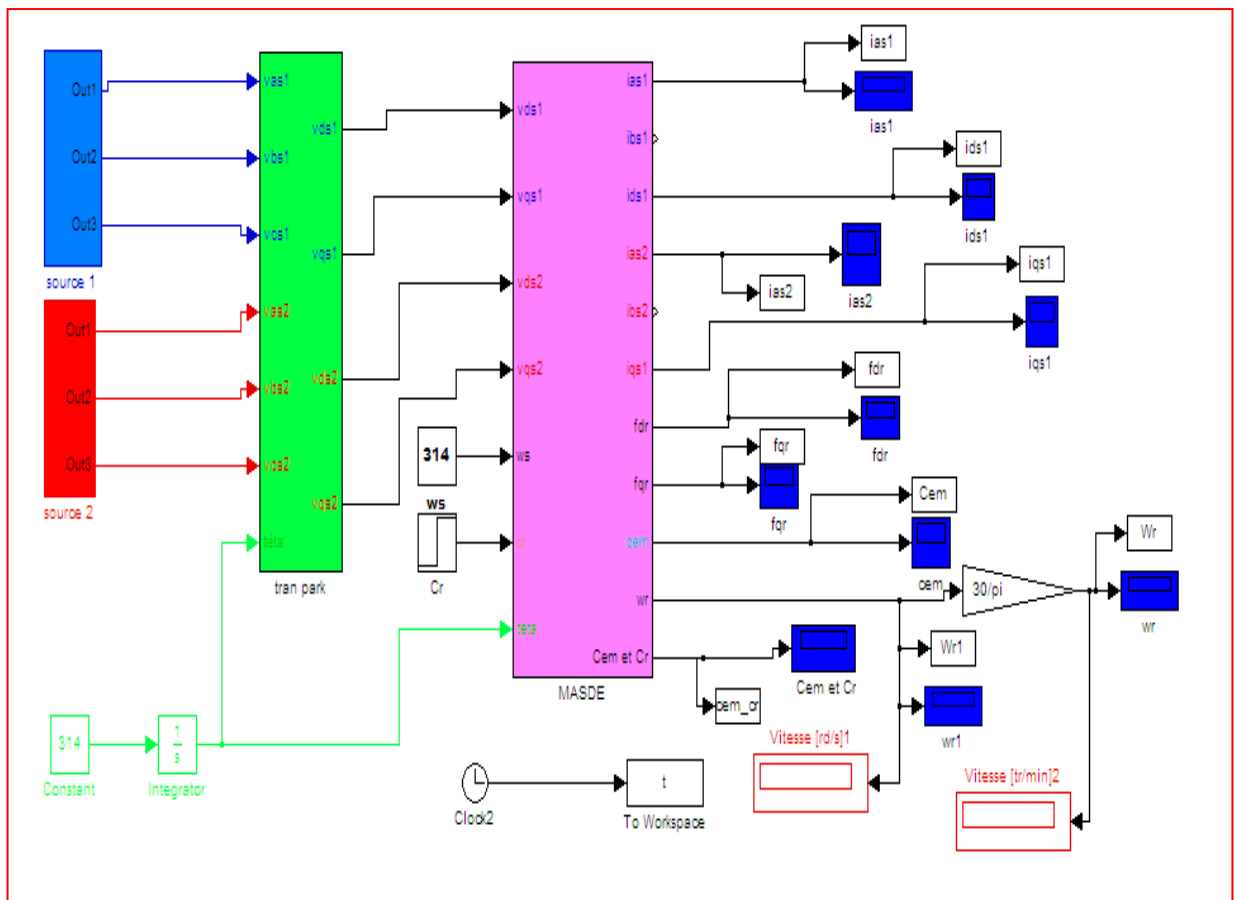 Out1
Out2
Out3
source 1
Out1
Out2
Out3
source 2
vas1
vbs1
vcs1
vas2
vbs2
vcs2
teta
vds1
vqs1
vds2
vqs2
tran park
314
Constant
1
s
Integrator
314
ws
Cr
vds1
vqs1
vds2
vqs2
ws
cr
teta
ias1
ibs1
ids1
ias2
ibs2
iqs1
fdr
fqr
cem
wr
Cem et Cr
MASDE
ias1
ias1
ids1
ids1
ias2
ias2
iqs1
iqs1
fdr
fdr
fqr
fqr
Cem
cem
30/pi
Wr
wr
Wr1
wr1
Cem et Cr
cem_cr
Vitesse [rd/s]1
Vitesse [tr/min]2
Clock2
t
To Workspace